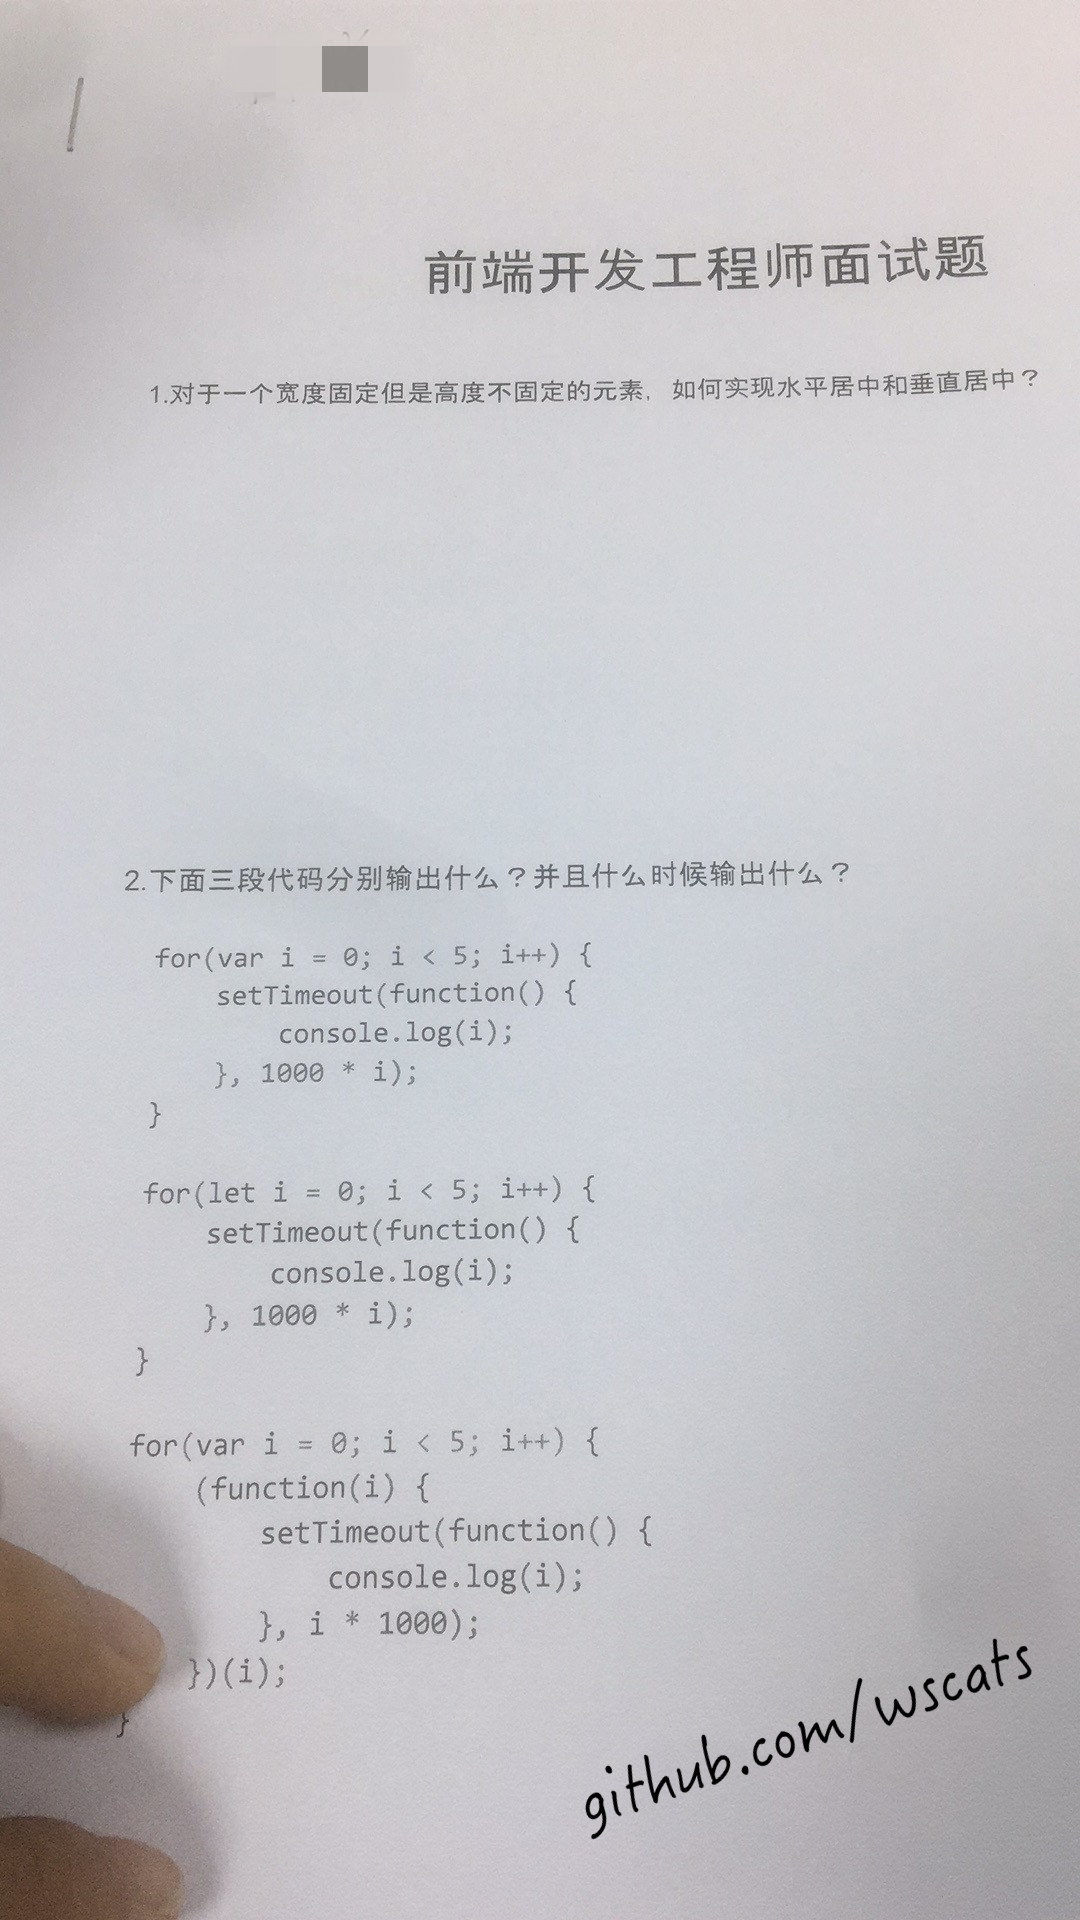 前端开发工程师面试题
1.对于一个宽度固定但是高度不固定的元素，如何实现水平居中和垂直居中？
2.下面三段代码分别输出什么？并且什么时候输出什么？
for(var i = 0; i < 5; i++) {
    setTimeout(function() {
        console.log(i);
    }, 1000 * i);
}
for(let i = 0; i < 5; i++) {
    setTimeout(function() {
        console.log(i);
    }, 1000 * i);
}
for(var i = 0; i < 5; i++) {
    (function(i) {
        setTimeout(function() {
            console.log(i);
        }, i * 1000);
    })(i);
}
github.com/wscats